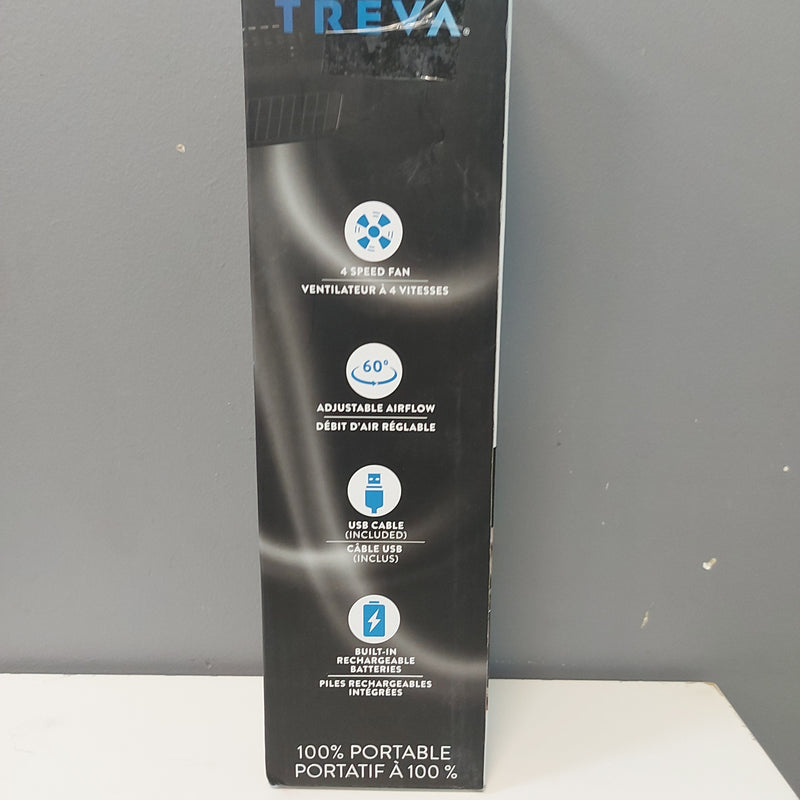 TREVA®
4 SPEED FAN
VENTILATEUR À 4 VITESSES
60°
ADJUSTABLE AIRFLOW
DÉBIT D'AIR RÉGLABLE
USB CABLE
(INCLUDED)
CÂBLE USB
(INCLUS)
BUILT-IN
RECHARGEABLE
BATTERIES
PILES RECHARGEABLES
INTÉGRÉES
100% PORTABLE
PORTATIF À 100 %